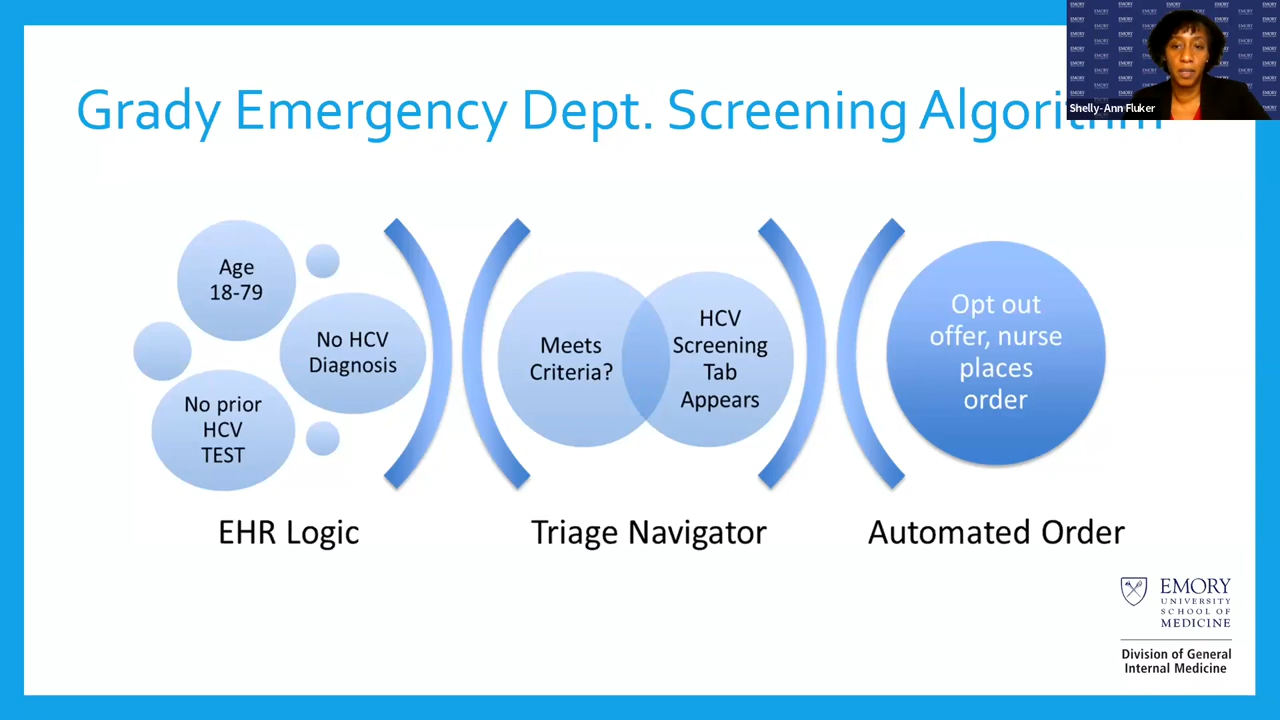 Grady Emergency Dept. Screening Algorithm
Shelly-Ann Fluker
Age
18-79
No HCV
Diagnosis
No prior
HCV
TEST
EHR Logic
Meets
Criteria?
HCV
Screening
Tab
Appears
Triage Navigator
Opt out
offer, nurse
places
order
Automated Order
EMORY
UNIVERSITY
SCHOOL OF
MEDICINE
Division of General
Internal Medicine